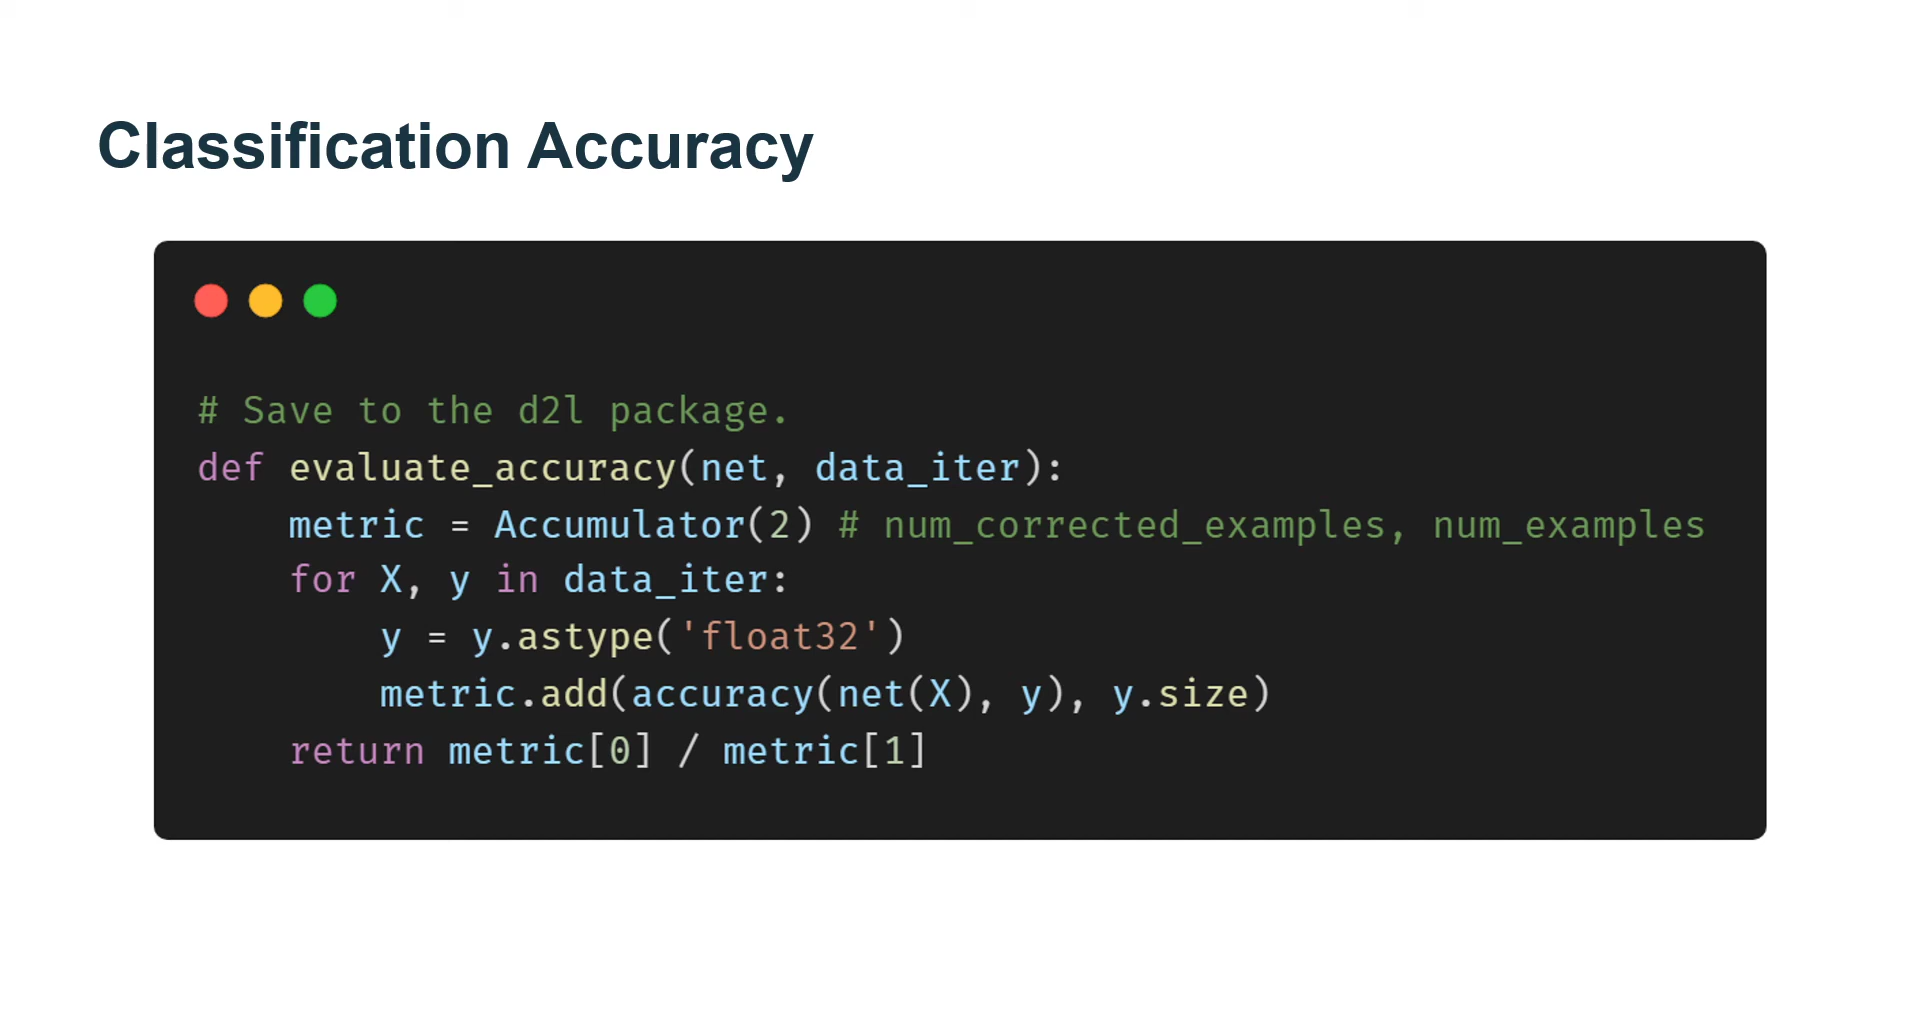 Classification Accuracy
# Save to the d2l package.
def evaluate_accuracy(net, data_iter):
    metric = Accumulator(2) # num_corrected_examples, num_examples
    for X, y in data_iter:
        y = y.astype('float32')
        metric.add(accuracy(net(X), y), y.size)
    return metric[0] / metric[1]